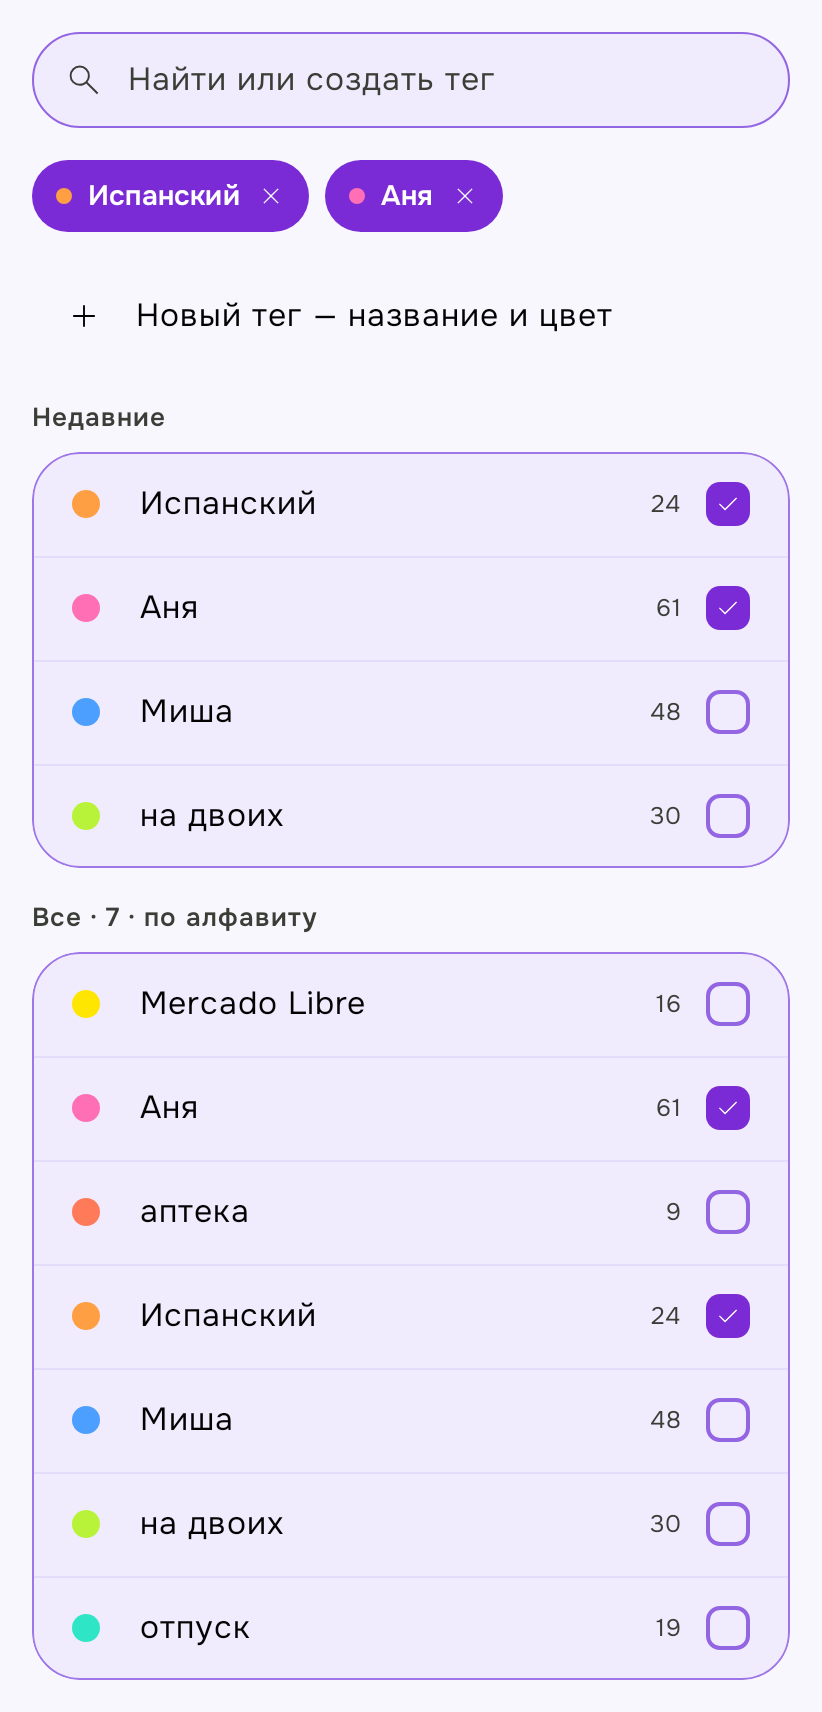 Найти или создать тег
Испанский Аня
Новый тег — название и цвет
Недавние
Испанский 24
Аня 61
Миша 48
на двоих 30
Все · 7 · по алфавиту
Mercado Libre 16
Аня 61
аптека 9
Испанский 24
Миша 48
на двоих 30
отпуск 19